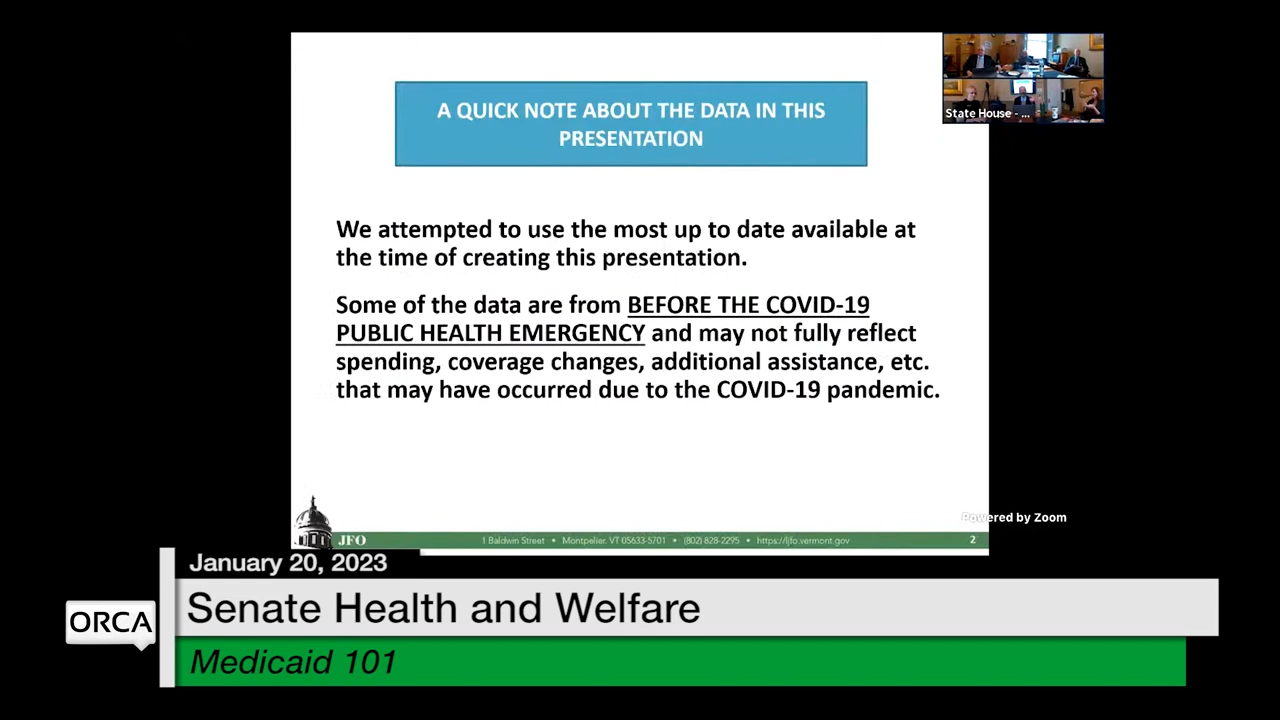 A QUICK NOTE ABOUT THE DATA IN THIS
PRESENTATION
State House - ...
We attempted to use the most up to date available at
the time of creating this presentation.
Some of the data are from BEFORE THE COVID-19
PUBLIC HEALTH EMERGENCY and may not fully reflect
spending, coverage changes, additional assistance, etc.
that may have occurred due to the COVID-19 pandemic.
Powered by Zoom
JFO 1 Baldwin Street • Montpelier, VT 05633-5701 • (802) 828-2295 • https://ljfo.vermont.gov 2
January 20, 2023
ORCA
Senate Health and Welfare
Medicaid 101